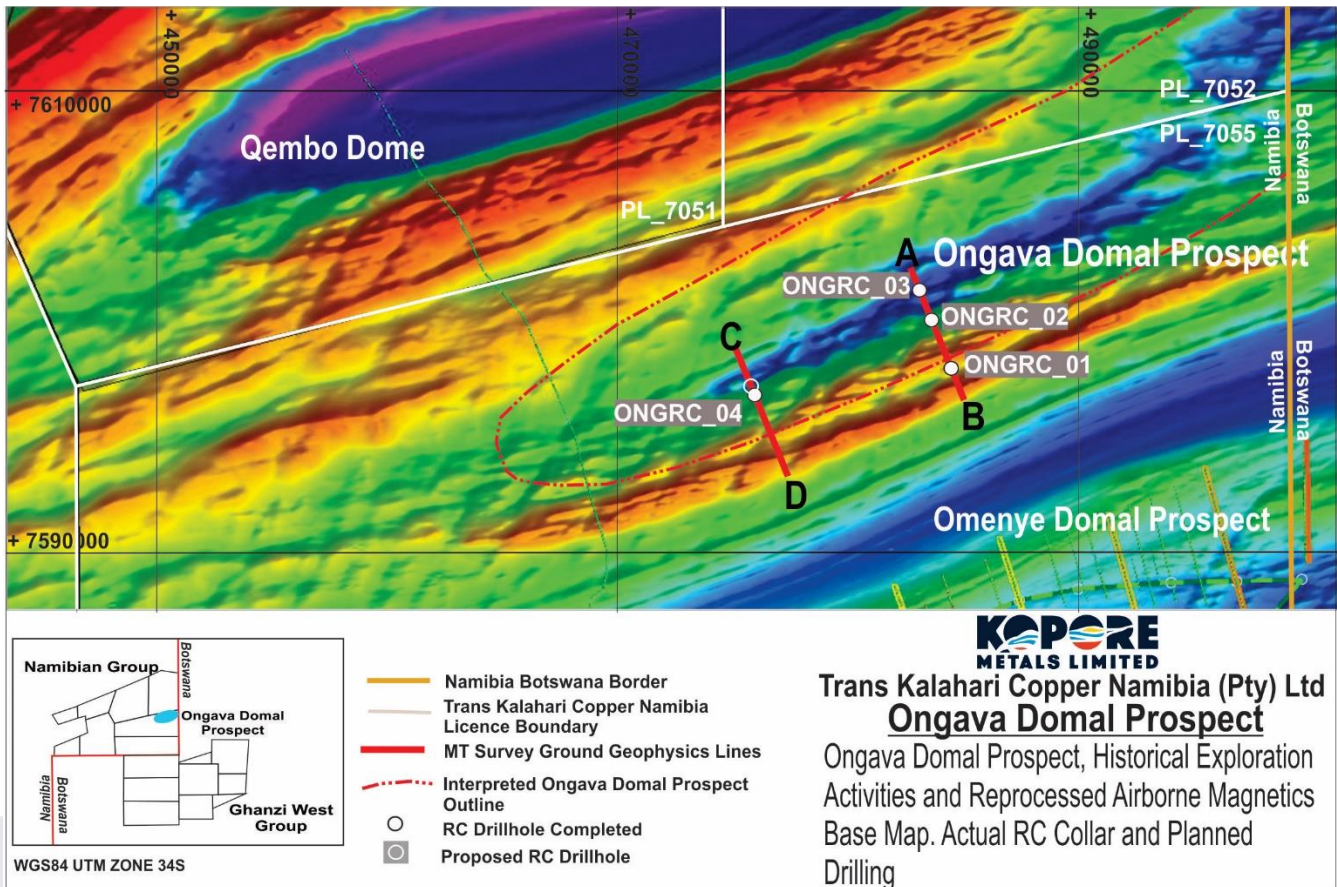 + 450000
+ 470000
+ 490000
+ 7610000
PL_7052
PL_7055
Namibia
Botswana
Qembo Dome
PL_7051
A
Ongava Domal Prospect
ONGRC_03
ONGRC_02
C
ONGRC_01
Namibia
Botswana
ONGRC_04
B
D
Omenye Domal Prospect
+ 7590000
Namibian Group
Botswana
Ongava Domal
Prospect
Botswana
Namibia
Ghanzi West
Group
WGS84 UTM ZONE 34S
Namibia Botswana Border
Trans Kalahari Copper Namibia
Licence Boundary
MT Survey Ground Geophysics Lines
Interpreted Ongava Domal Prospect
Outline
RC Drillhole Completed
Proposed RC Drillhole
KOPORE
METALS LIMITED
Trans Kalahari Copper Namibia (Pty) Ltd
Ongava Domal Prospect
Ongava Domal Prospect, Historical Exploration
Activities and Reprocessed Airborne Magnetics
Base Map. Actual RC Collar and Planned
Drilling